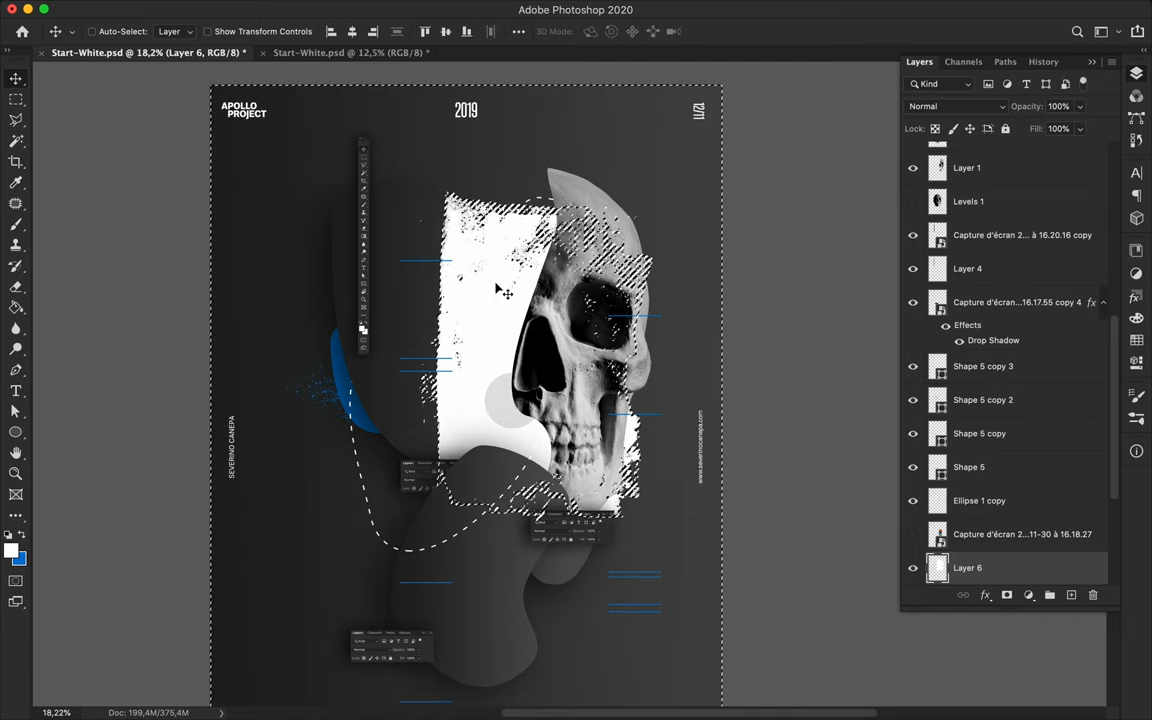 Adobe Photoshop 2020
Auto-Select:
Layer
Show Transform Controls
3D Mode:
Start-White.psd @ 18,2% (Layer 6, RGB/8) *
Start-White.psd @ 12,5% (RGB/8) *
Layers
Channels
Paths
History
Kind
Normal
Opacity: 100%
Lock:
Fill: 100%
Layer 1
Levels 1
Capture d'écran 2... à 16.20.16 copy
Layer 4
Capture d'écran...16.17.55 copy 4
fx
Effects
Drop Shadow
Shape 5 copy 3
Shape 5 copy 2
Shape 5 copy
Shape 5
Ellipse 1 copy
Capture d'écran 2...11-30 à 16.18.27
Layer 6
APOLLO
PROJECT
2019
11/21
SEVERINO CANEPA
www.severinocanepa.com
18,22%
Doc: 199,4M/375,4M